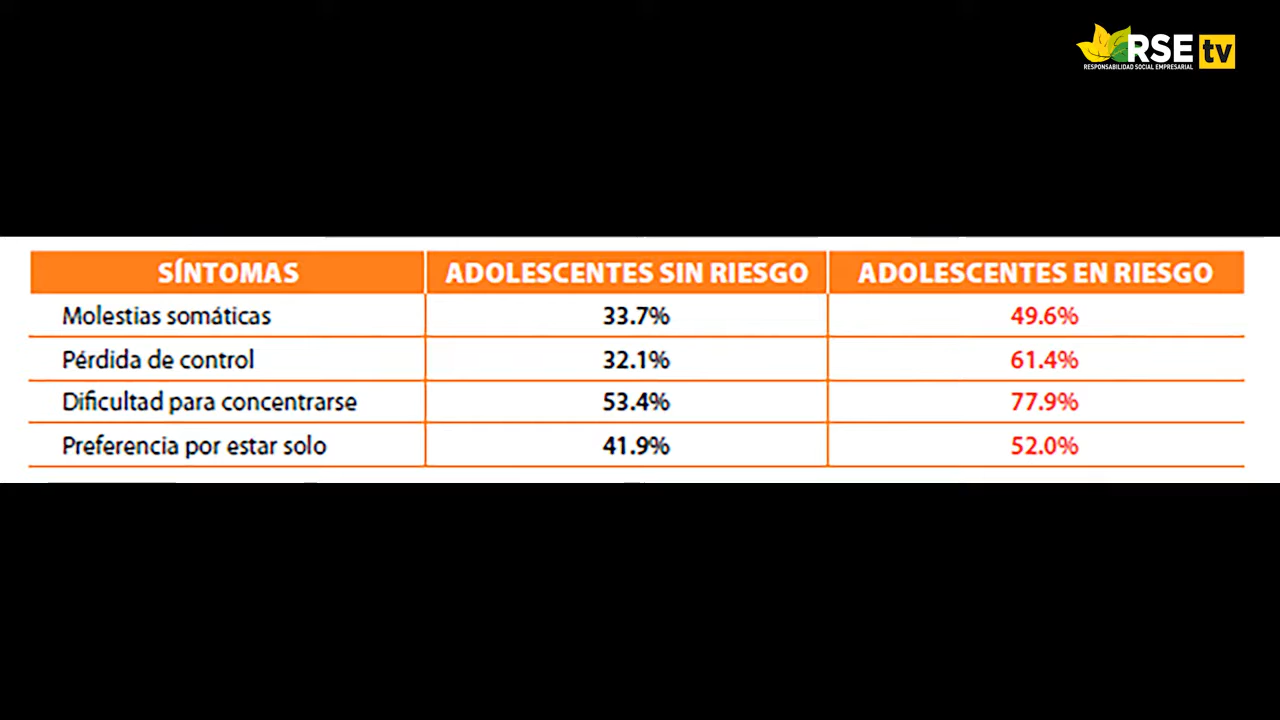 RSE tv
RESPONSABILIDAD SOCIAL EMPRESARIAL
SÍNTOMAS ADOLESCENTES SIN RIESGO ADOLESCENTES EN RIESGO
Molestias somáticas 33.7% 49.6%
Pérdida de control 32.1% 61.4%
Dificultad para concentrarse 53.4% 77.9%
Preferencia por estar solo 41.9% 52.0%